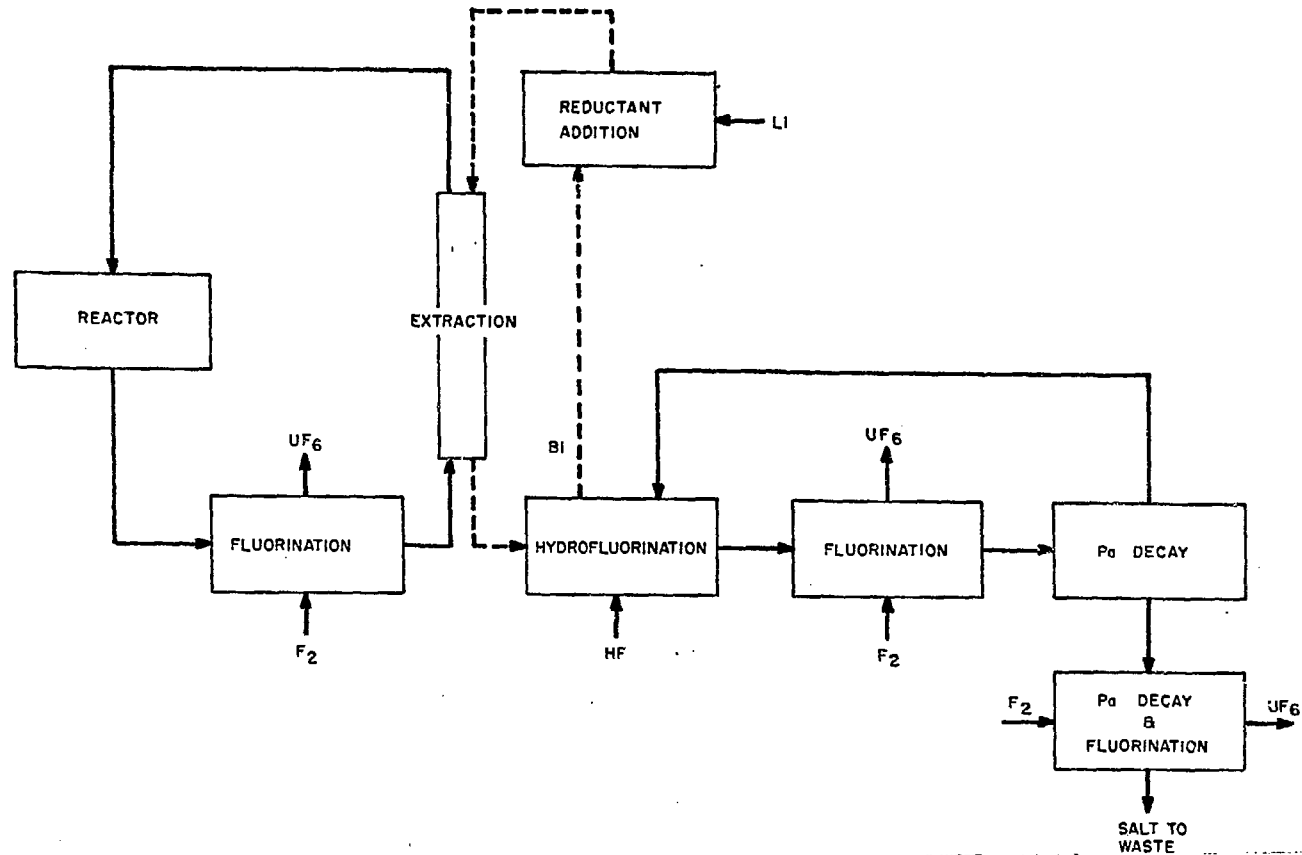 REDUCTANT
ADDITION
Li
REACTOR
EXTRACTION
Bi
UF6
UF6
FLUORINATION
HYDROFLUORINATION
FLUORINATION
Pa DECAY
F2
HF
F2
F2
Pa DECAY
&
FLUORINATION
UF6
SALT TO
WASTE